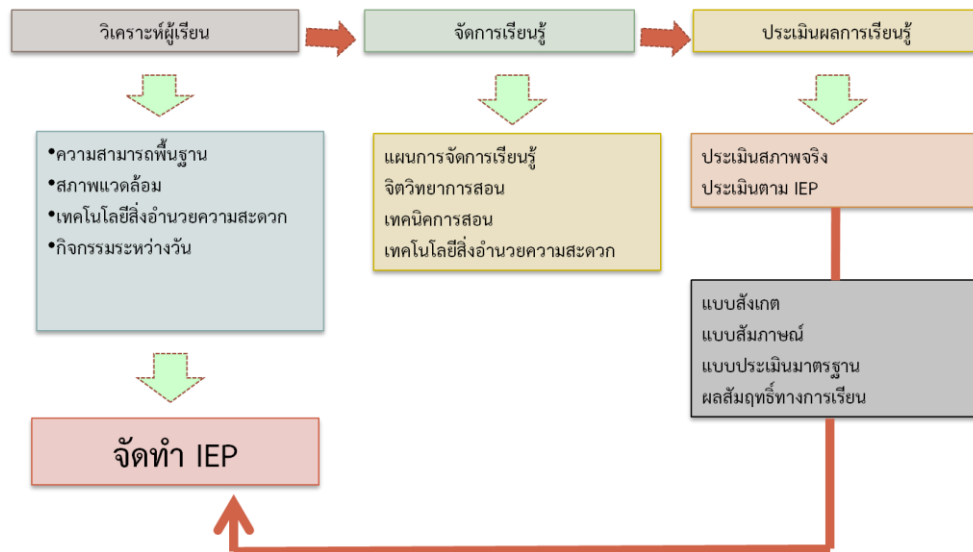 วิเคราะห์ผู้เรียน
จัดการเรียนรู้
ประเมินผลการเรียนรู้
•ความสามารถพื้นฐาน
•สภาพแวดล้อม
•เทคโนโลยีสิ่งอำนวยความสะดวก
•กิจกรรมระหว่างวัน
แผนการจัดการเรียนรู้
จิตวิทยาการสอน
เทคนิคการสอน
เทคโนโลยีสิ่งอำนวยความสะดวก
ประเมินสภาพจริง
ประเมินตาม IEP
แบบสังเกต
แบบสัมภาษณ์
แบบประเมินมาตรฐาน
ผลสัมฤทธิ์ทางการเรียน
จัดทำ IEP